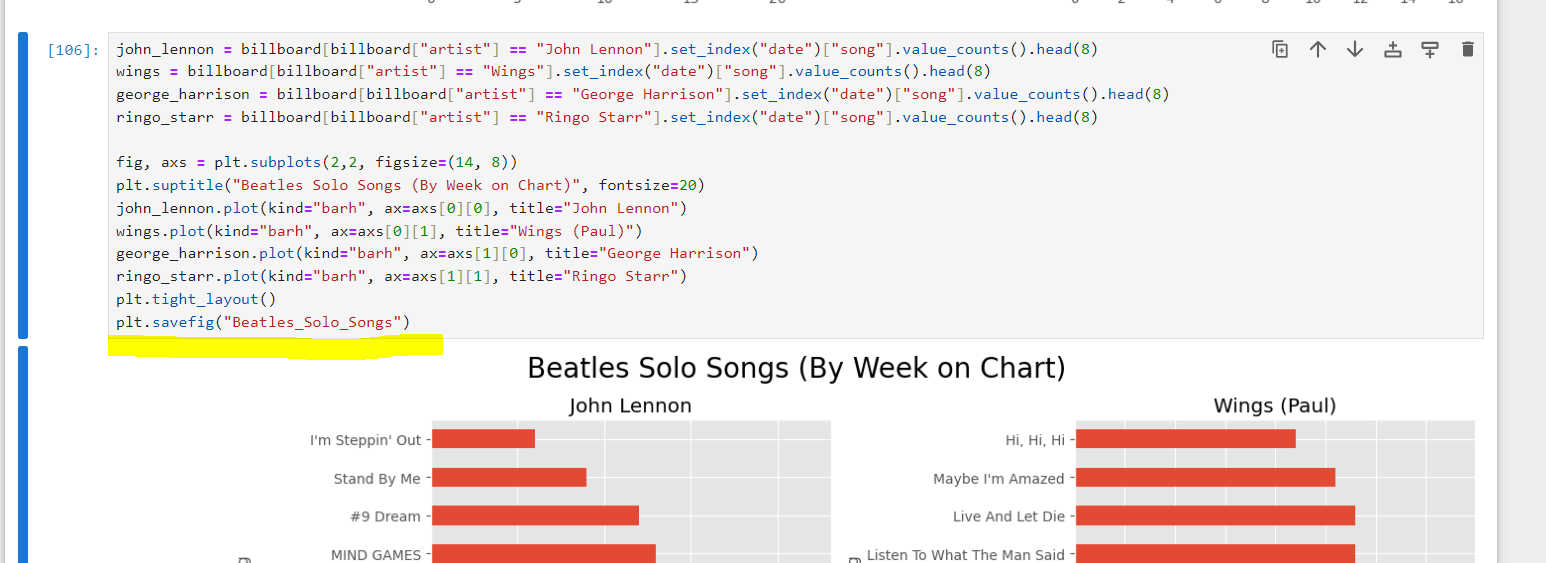 [106]:
john_lennon = billboard[billboard["artist"] == "John Lennon"].set_index("date")["song"].value_counts().head(8)
wings = billboard[billboard["artist"] == "Wings"].set_index("date")["song"].value_counts().head(8)
george_harrison = billboard[billboard["artist"] == "George Harrison"].set_index("date")["song"].value_counts().head(8)
ringo_starr = billboard[billboard["artist"] == "Ringo Starr"].set_index("date")["song"].value_counts().head(8)
fig, axs = plt.subplots(2,2, figsize=(14, 8))
plt.suptitle("Beatles Solo Songs (By Week on Chart)", fontsize=20)
john_lennon.plot(kind="barh", ax=axs[0][0], title="John Lennon")
wings.plot(kind="barh", ax=axs[0][1], title="Wings (Paul)")
george_harrison.plot(kind="barh", ax=axs[1][0], title="George Harrison")
ringo_starr.plot(kind="barh", ax=axs[1][1], title="Ringo Starr")
plt.tight_layout()
plt.savefig("Beatles_Solo_Songs")
Beatles Solo Songs (By Week on Chart)
John Lennon
I'm Steppin' Out
Stand By Me
#9 Dream
MIND GAMES
Wings (Paul)
Hi, Hi, Hi
Maybe I'm Amazed
Live And Let Die
Listen To What The Man Said